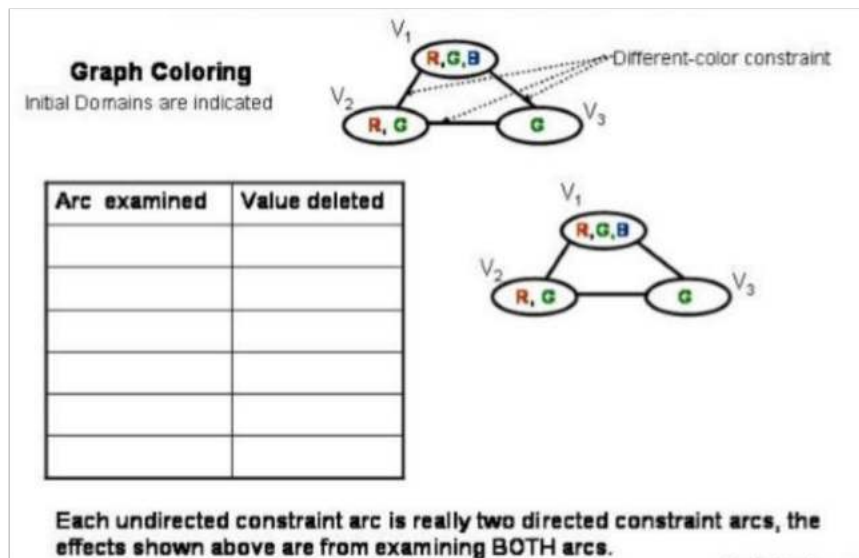 V1
R,G,B
Different-color constraint
Graph Coloring
Initial Domains are indicated
V2
R, G
G
V3
Arc examined Value deleted
V1
R,G,B
V2
R, G
G
V3
Each undirected constraint arc is really two directed constraint arcs, the
effects shown above are from examining BOTH arcs.